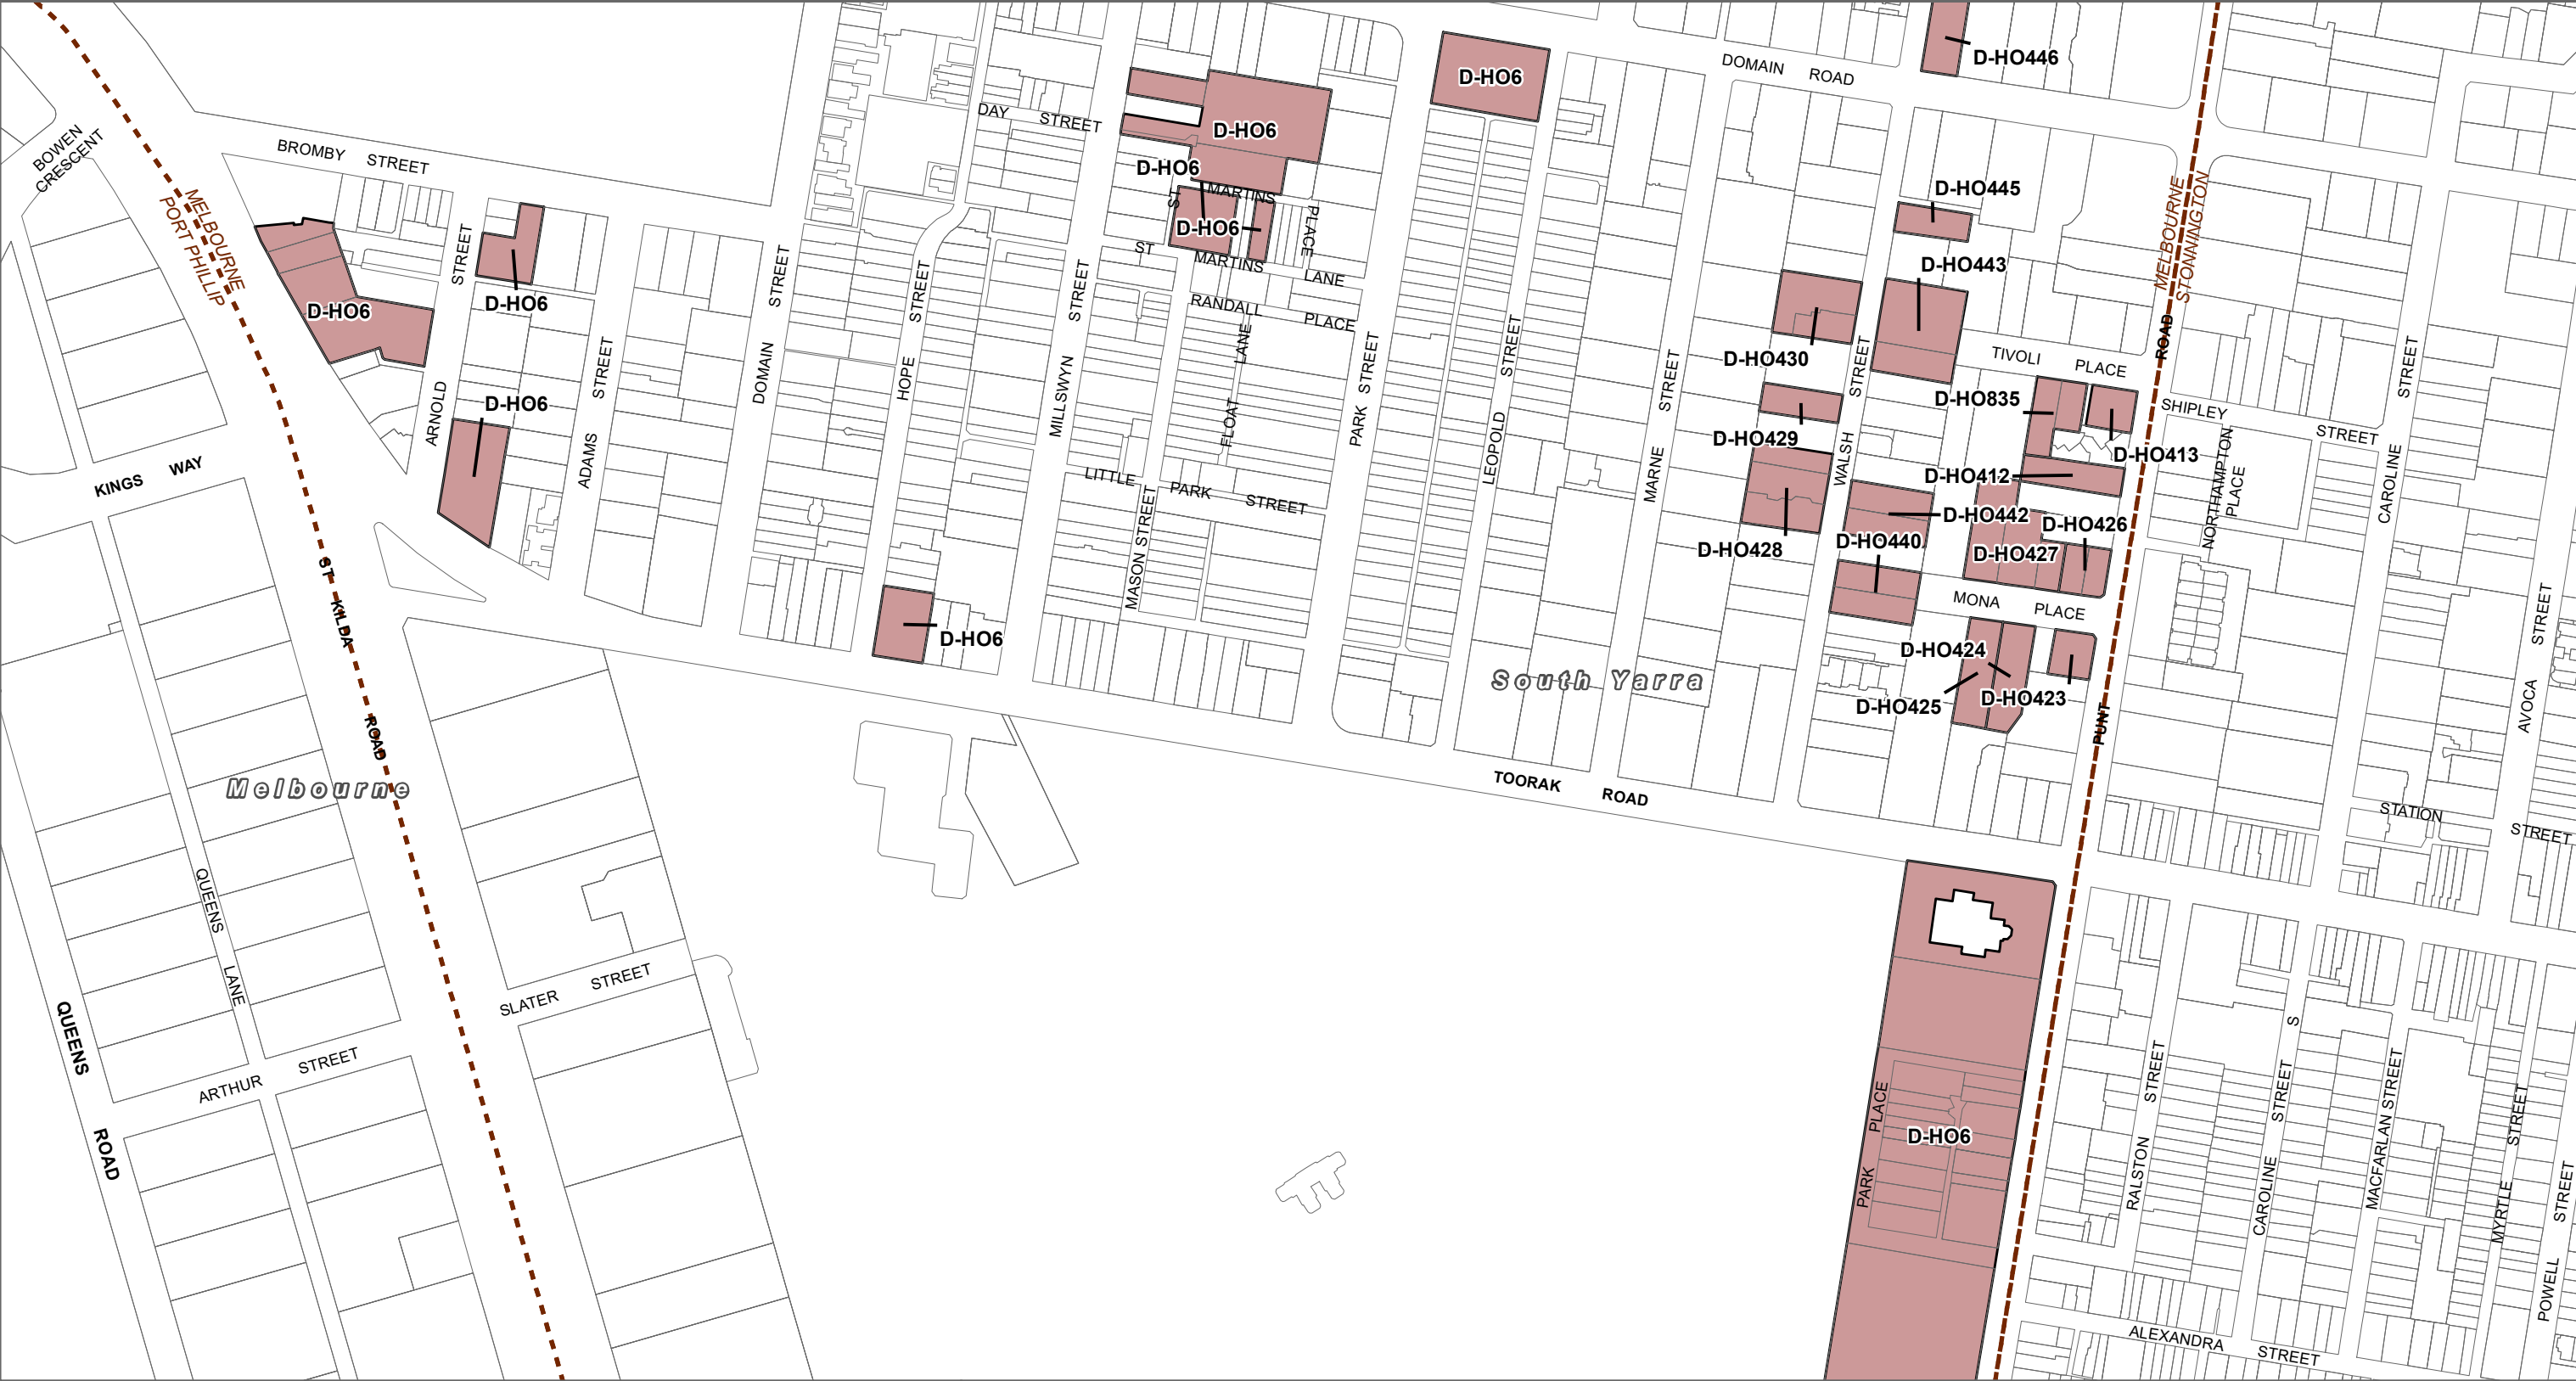 D-HO446
DOMAIN ROAD
D-HO6
DAY STREET
D-HO6
BOWEN
CRESCENT
BROMBY STREET
D-HO6
MARTINS
D-HO445
MELBOURNE
PORT PHILLIP
MELBOURNE
STONNINGTON
ST
D-HO6
PLACE
ST
MARTINS
LANE
D-HO443
D-HO6
D-HO6
RANDALL PLACE
D-HO430
TIVOLI PLACE
ROAD
ARNOLD STREET
ADAMS STREET
DOMAIN STREET
HOPE STREET
MILLSWYN STREET
FLOAT LANE
PARK STREET
LEOPOLD STREET
MARNE STREET
WALSH STREET
D-HO6
D-HO835
SHIPLEY STREET
D-HO429
D-HO413
KINGS WAY
LITTLE PARK STREET
D-HO412
NORTHAMPTON
PLACE
CAROLINE STREET
MASON STREET
D-HO442
D-HO426
D-HO440
D-HO428
D-HO427
MONA PLACE
D-HO6
D-HO424
South Yarra
D-HO425
D-HO423
AVOCA STREET
PUNT
ST KILDA ROAD
Melbourne
TOORAK ROAD
STATION STREET
QUEENS LANE
SLATER STREET
QUEENS ROAD
ARTHUR STREET
PARK PLACE
D-HO6
RALSTON STREET
CAROLINE STREET S
MACFARLAN STREET
MYRTLE STREET
POWELL STREET
ALEXANDRA STREET